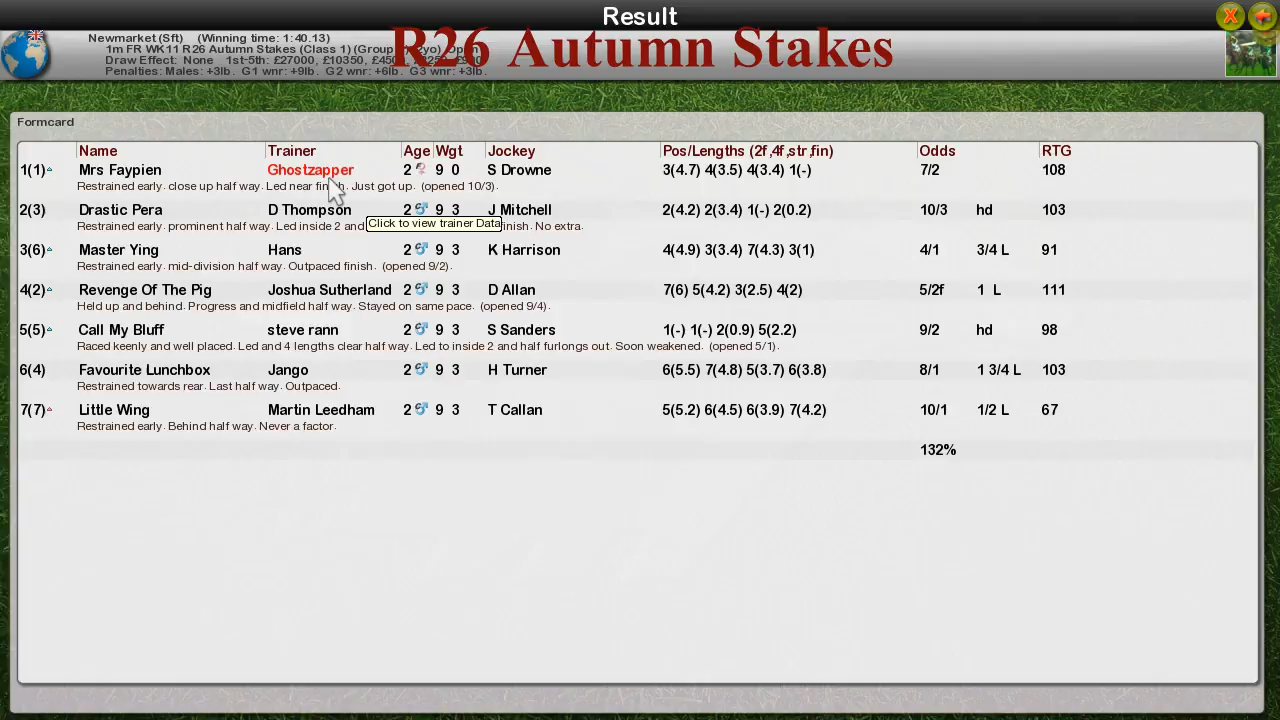 Result
R26 Autumn Stakes
Newmarket (Sft) (Winning time: 1:40.13)
1m FR WK11 R26 Autumn Stakes (Class 1) (Group
Draw Effect: None 1st-5th: £27000, £10350,
Penalties: Males: +3lb. G1 wnr: +9lb. G2 wnr: +6lb. G3 wnr: +3lb.
Formcard
Name Trainer Age Wgt Jockey Pos/Lengths (2f,4f,str,fin) Odds RTG
1(1) Mrs Faypien Ghostzapper 2 9 0 S Drowne 3(4.7) 4(3.5) 4(3.4) 1(-) 7/2 108
Restrained early. close up half way. Led near finish. Just got up. (opened 10/3).
2(3) Drastic Pera D Thompson 2 9 3 J Mitchell 2(4.2) 2(3.4) 1(-) 2(0.2) 10/3 hd 103
Click to view trainer Data
Restrained early. prominent half way. Led inside 2 and finish. No extra.
3(6) Master Ying Hans 2 9 3 K Harrison 4(4.9) 3(3.4) 7(4.3) 3(1) 4/1 3/4 L 91
Restrained early. mid-division half way. Outpaced finish. (opened 9/2).
4(2) Revenge Of The Pig Joshua Sutherland 2 9 3 D Allan 7(6) 5(4.2) 3(2.5) 4(2) 5/2f 1 L 111
Held up and behind. Progress and midfield half way. Stayed on same pace. (opened 9/4).
5(5) Call My Bluff steve rann 2 9 3 S Sanders 1(-) 1(-) 2(0.9) 5(2.2) 9/2 hd 98
Raced keenly and well placed. Led and 4 lengths clear half way. Led to inside 2 and half furlongs out. Soon weakened. (opened 5/1).
6(4) Favourite Lunchbox Jango 2 9 3 H Turner 6(5.5) 7(4.8) 5(3.7) 6(3.8) 8/1 1 3/4 L 103
Restrained towards rear. Last half way. Outpaced.
7(7) Little Wing Martin Leedham 2 9 3 T Callan 5(5.2) 6(4.5) 6(3.9) 7(4.2) 10/1 1/2 L 67
Restrained early. Behind half way. Never a factor.
132%